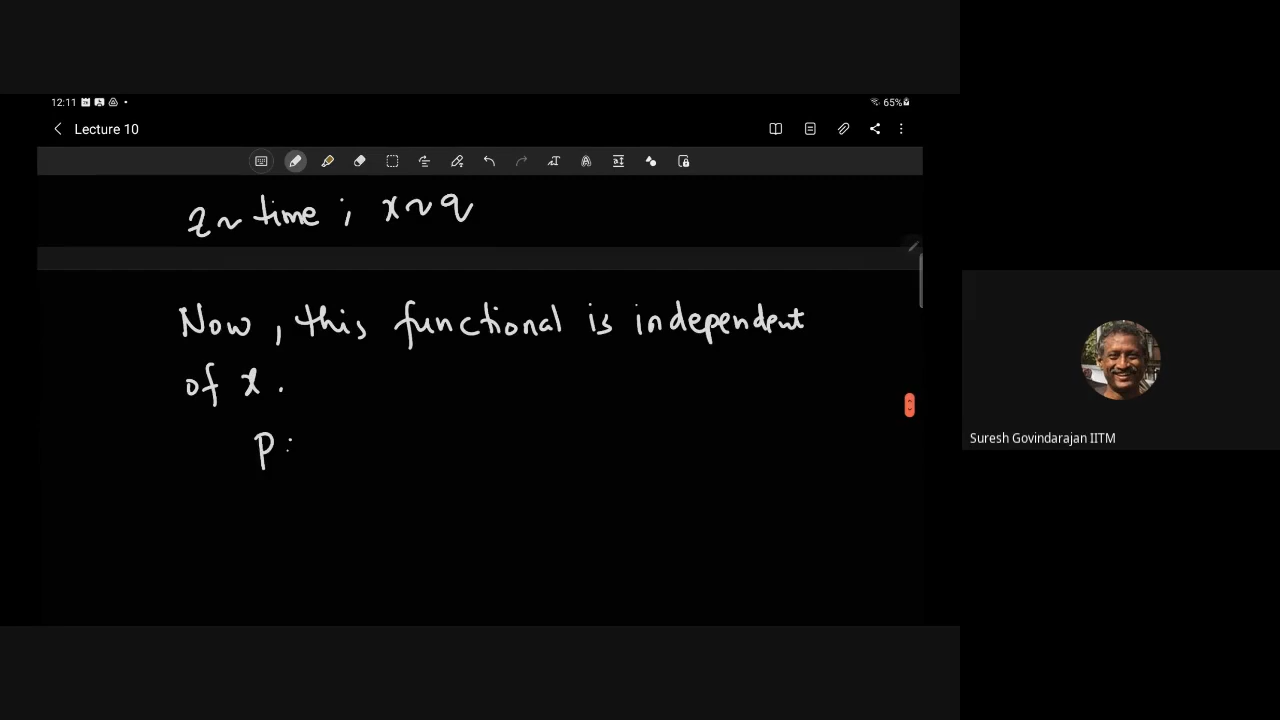 12:11
65%
Lecture 10
z ~ time ; x ~ q
Now, this functional is independent
of x.
p :
Suresh Govindarajan IITM